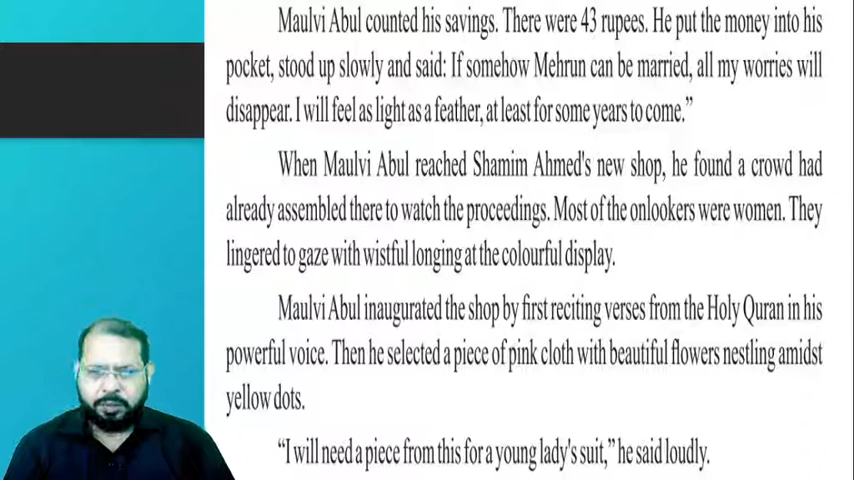 Maulvi Abul counted his savings. There were 43 rupees. He put the money into his
pocket, stood up slowly and said: If somehow Mehrun can be married, all my worries will
disappear. I will feel as light as a feather, at least for some years to come.”
When Maulvi Abul reached Shamim Ahmed's new shop, he found a crowd had
already assembled there to watch the proceedings. Most of the onlookers were women. They
lingered to gaze with wistful longing at the colourful display.
Maulvi Abul inaugurated the shop by first reciting verses from the Holy Quran in his
powerful voice. Then he selected a piece of pink cloth with beautiful flowers nestling amidst
yellow dots.
“I will need a piece from this for a young lady's suit,” he said loudly.